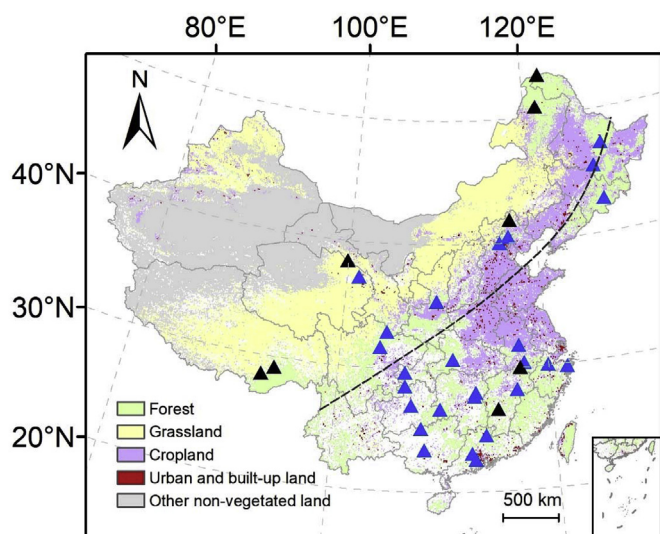 80°E 100°E 120°E
N
40°N
30°N
20°N
Forest
Grassland
Cropland
Urban and built-up land
Other non-vegetated land
500 km